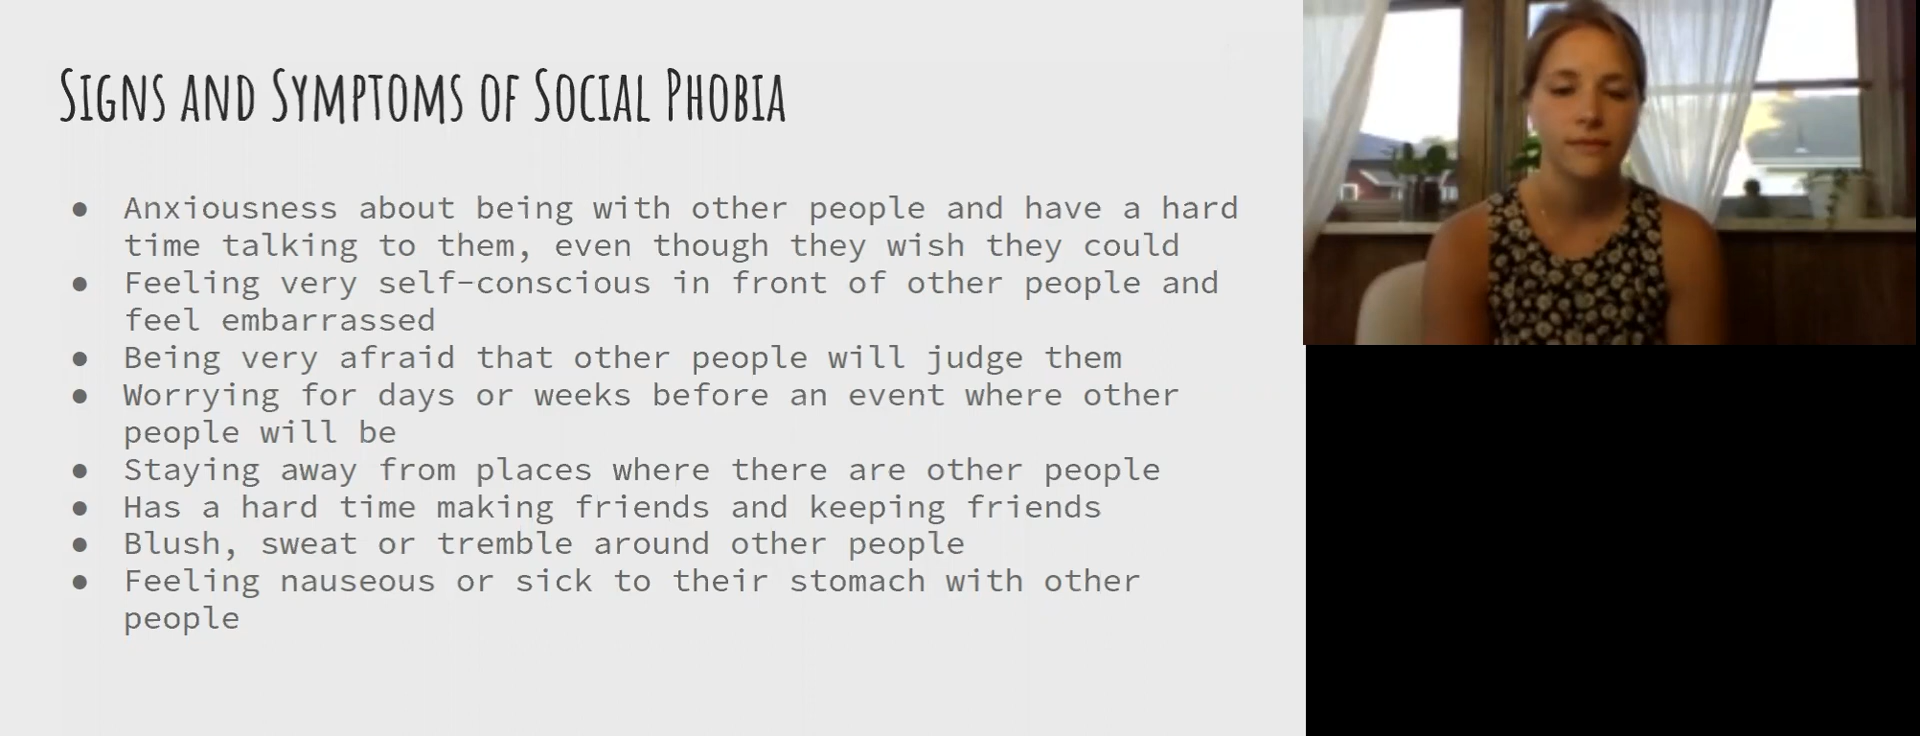 Signs and Symptoms of Social Phobia
● Anxiousness about being with other people and have a hard
time talking to them, even though they wish they could
● Feeling very self-conscious in front of other people and
feel embarrassed
● Being very afraid that other people will judge them
● Worrying for days or weeks before an event where other
people will be
● Staying away from places where there are other people
● Has a hard time making friends and keeping friends
● Blush, sweat or tremble around other people
● Feeling nauseous or sick to their stomach with other
people